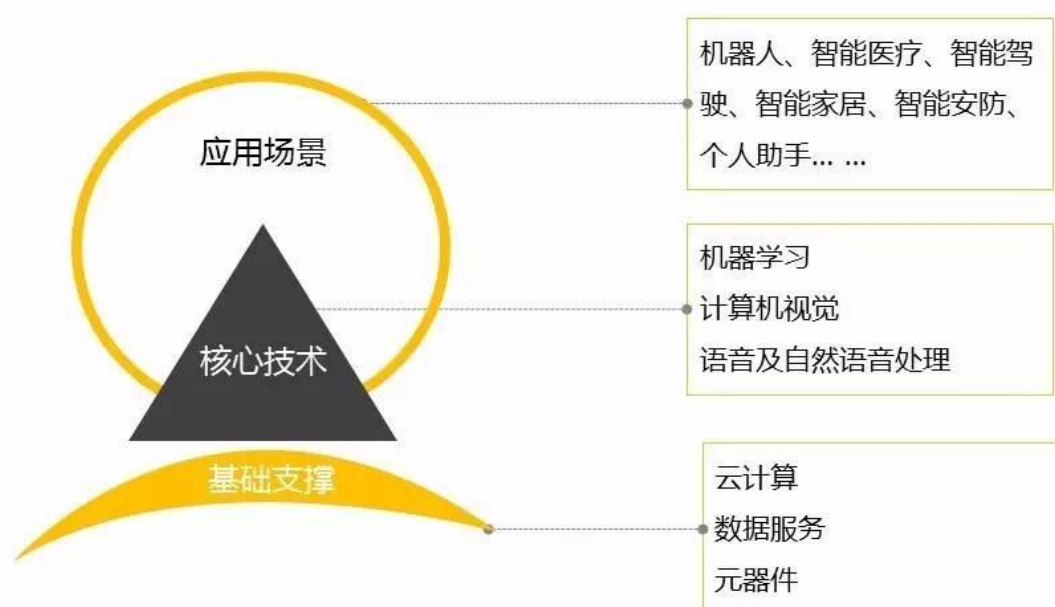 应用场景
核心技术
基础支撑
机器人、智能医疗、智能驾
驶、智能家居、智能安防、
个人助手... ...
机器学习
计算机视觉
语音及自然语音处理
云计算
数据服务
元器件